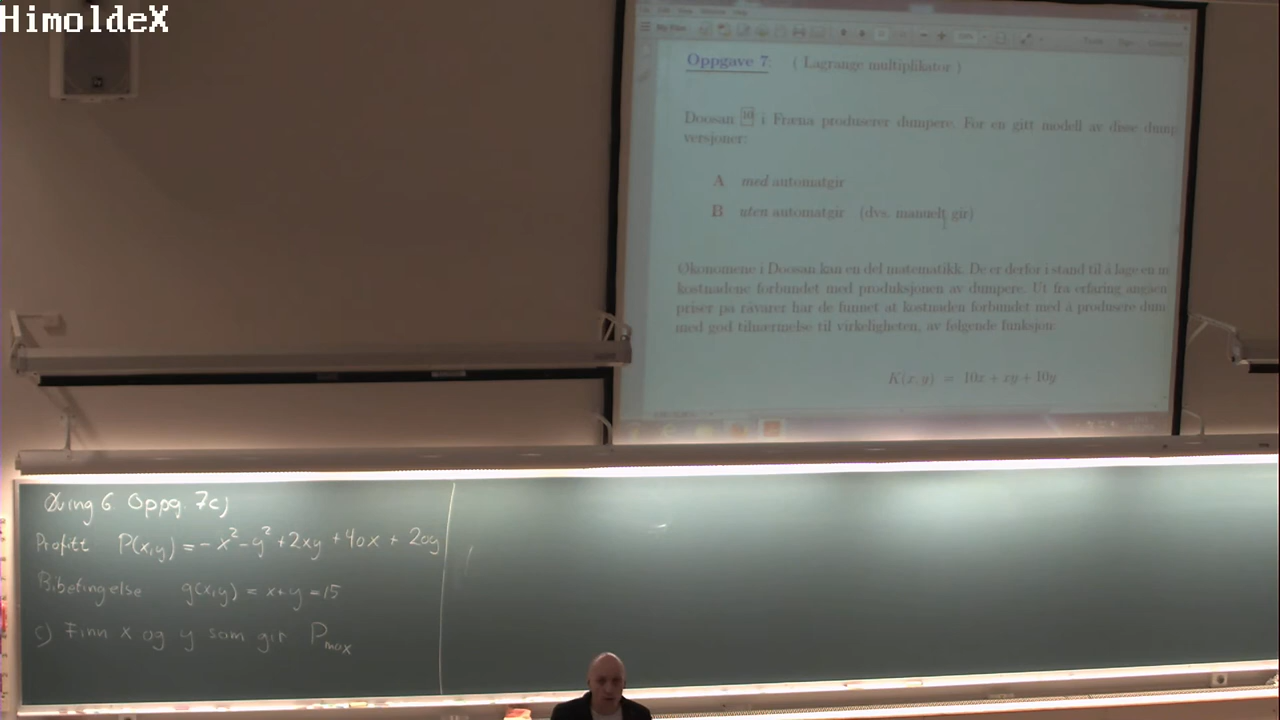 HimoldeX
Oppgave 7: ( Lagrange multiplikator )
Doosan 10 i Fræna produserer dumpere. For en gitt modell av disse dump
versjoner:
A med automatgir
B uten automatgir (dvs. manuelt gir)
Økonomene i Doosan kan en del matematikk. De er derfor i stand til å lage en m
kostnadene forbundet med produksjonen av dumpere. Ut fra erfaring angåen
priser på råvarer har de funnet at kostnaden forbundet med å produsere dum
med god tilnærmelse til virkeligheten, av følgende funksjon:
K(x, y) = 10x + xy + 10y
Øving 6 Oppg. 7c)
Profitt P(x,y) = -x²-y²+2xy+40x+20y
Bibetingelse g(x,y) = x+y =15
c) Finn x og y som gir Pmax